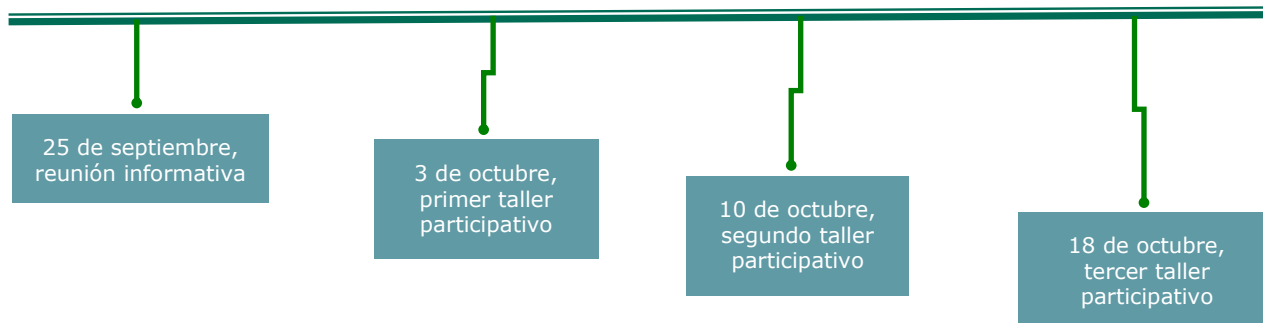 25 de septiembre,
reunión informativa
3 de octubre,
primer taller
participativo
10 de octubre,
segundo taller
participativo
18 de octubre,
tercer taller
participativo